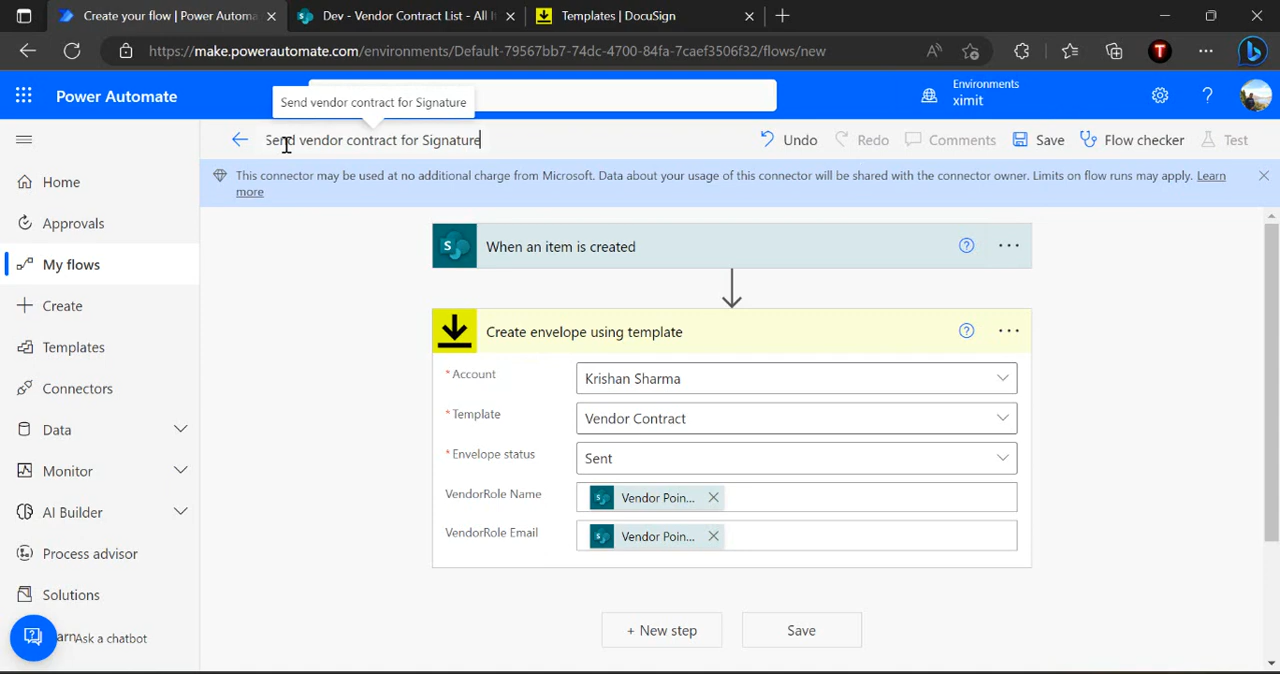 Create your flow | Power Automa
Dev - Vendor Contract List - All I
Templates | DocuSign
https://make.powerautomate.com/environments/Default-79567bb7-74dc-4700-84fa-7caef3506f32/flows/new
Power Automate
Environments
ximit
Send vendor contract for Signature
Send vendor contract for Signature
Undo
Redo
Comments
Save
Flow checker
Test
This connector may be used at no additional charge from Microsoft. Data about your usage of this connector will be shared with the connector owner. Limits on flow runs may apply. Learn
more
Home
Approvals
My flows
Create
Templates
Connectors
Data
Monitor
AI Builder
Process advisor
Solutions
Ask a chatbot
When an item is created
Create envelope using template
* Account
Krishan Sharma
* Template
Vendor Contract
* Envelope status
Sent
VendorRole Name
Vendor Poin...
VendorRole Email
Vendor Poin...
+ New step
Save